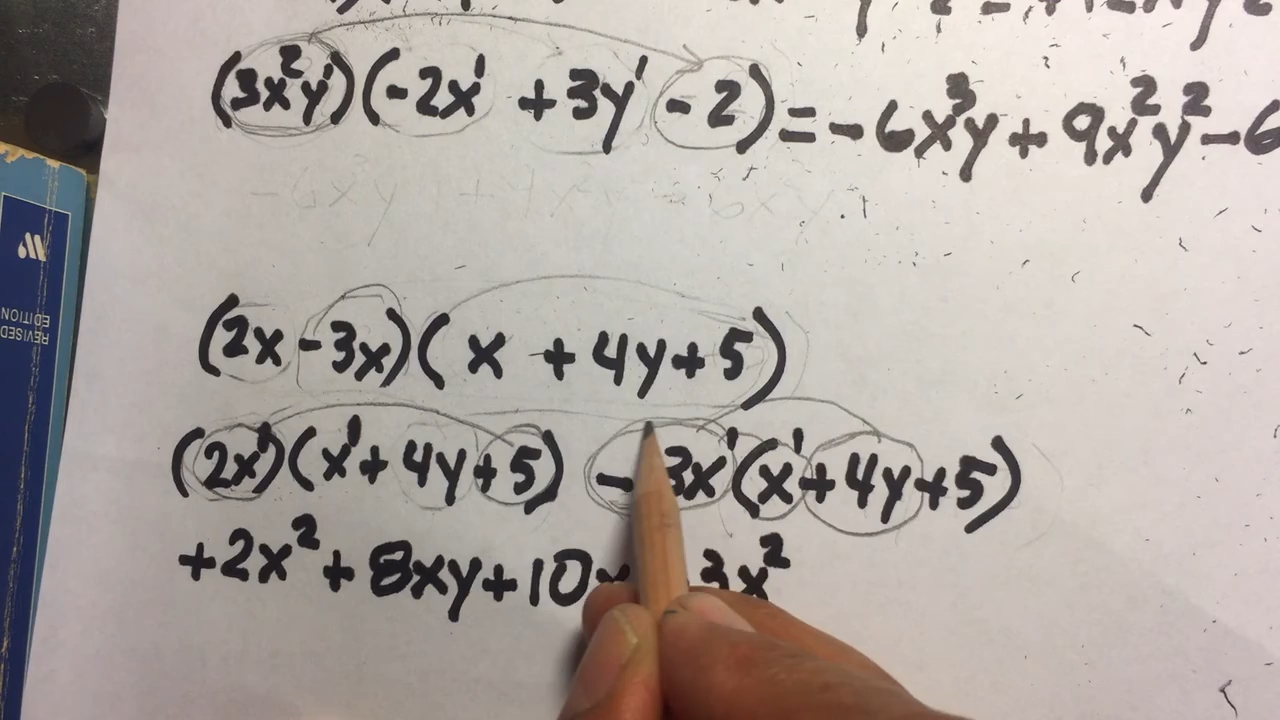 (3x²y¹)(-2x¹ +3y¹ -2) = -6x³y + 9x²y² -6
(2x -3x)( x +4y+5)
(2x¹)(x¹+4y+5) -3x¹(x¹+4y+5)
+2x²+8xy+10x 3x²
REVISED
EDITION